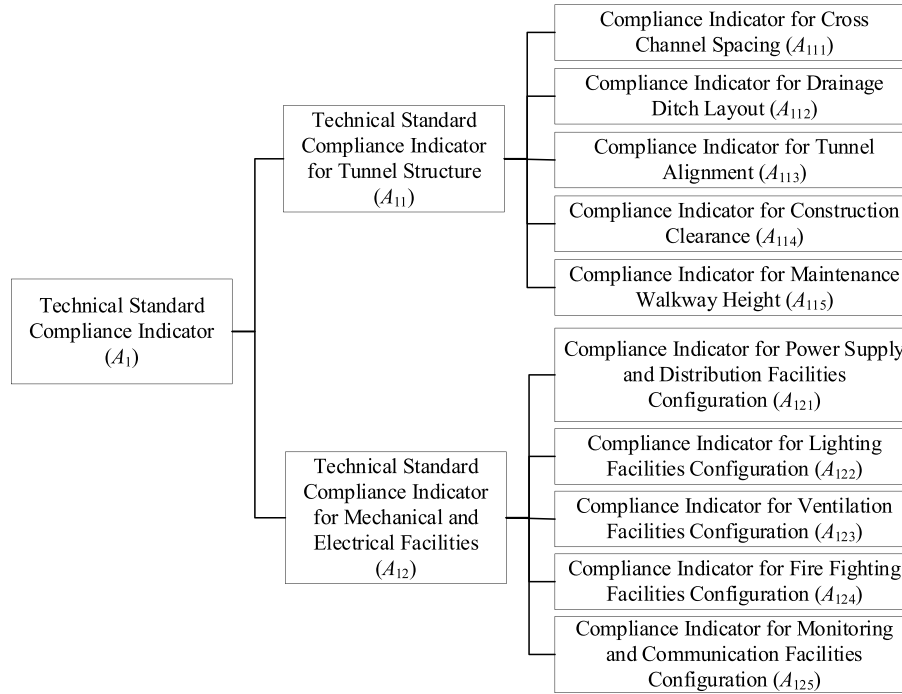 Technical Standard
Compliance Indicator
(A1)
Technical Standard
Compliance Indicator
for Tunnel Structure
(A11)
Compliance Indicator for Cross
Channel Spacing (A111)
Compliance Indicator for Drainage
Ditch Layout (A112)
Compliance Indicator for Tunnel
Alignment (A113)
Compliance Indicator for Construction
Clearance (A114)
Compliance Indicator for Maintenance
Walkway Height (A115)
Technical Standard
Compliance Indicator
for Mechanical and
Electrical Facilities
(A12)
Compliance Indicator for Power Supply
and Distribution Facilities
Configuration (A121)
Compliance Indicator for Lighting
Facilities Configuration (A122)
Compliance Indicator for Ventilation
Facilities Configuration (A123)
Compliance Indicator for Fire Fighting
Facilities Configuration (A124)
Compliance Indicator for Monitoring
and Communication Facilities
Configuration (A125)